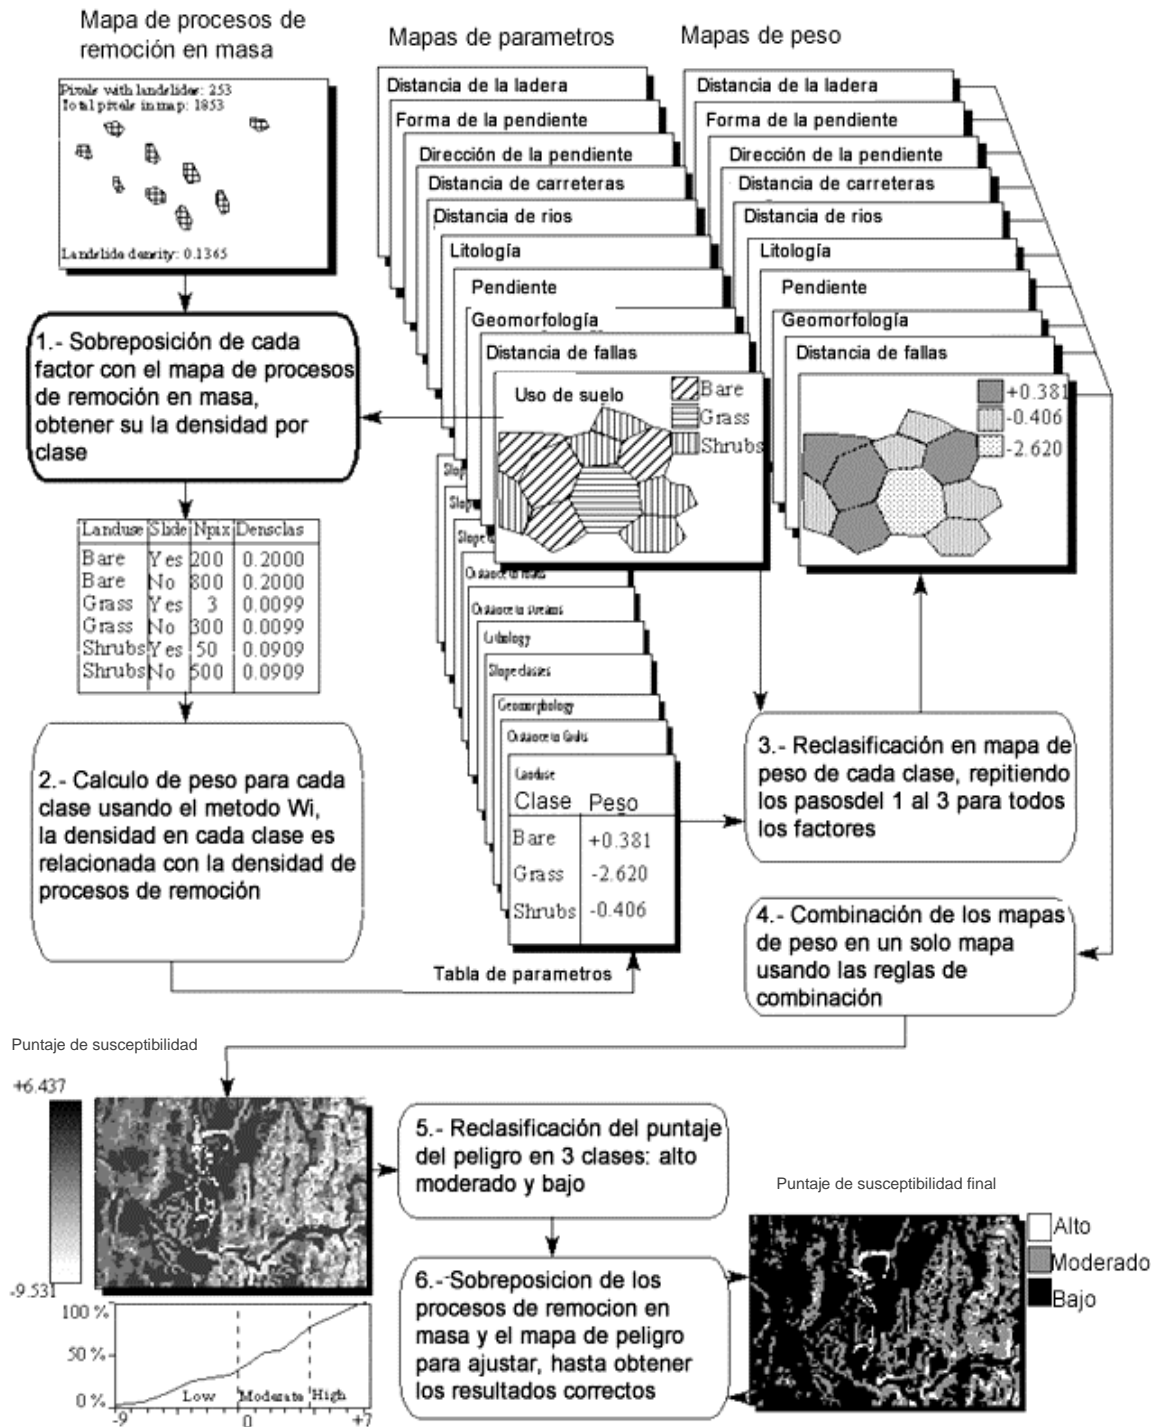 Mapa de procesos de
remoción en masa
Pixels with landslides: 253
Total pixels in map: 1853
Landslide density: 0.1365
Mapas de parametros
Distancia de la ladera
Forma de la pendiente
Dirección de la pendiente
Distancia de carreteras
Distancia de rios
Litología
Pendiente
Geomorfología
Distancia de fallas
Uso de suelo
Bare
Grass
Shrubs
Mapas de peso
Distancia de la ladera
Forma de la pendiente
Dirección de la pendiente
Distancia de carreteras
Distancia de rios
Litología
Pendiente
Geomorfología
Distancia de fallas
+0.381
-0.406
-2.620
1.- Sobreposición de cada
factor con el mapa de procesos
de remoción en masa,
obtener su la densidad por
clase
Landuse Slide Npix Densclas
Bare Yes 200 0.2000
Bare No 800 0.2000
Grass Yes 3 0.0099
Grass No 300 0.0099
Shrubs Yes 50 0.0909
Shrubs No 500 0.0909
2.- Calculo de peso para cada
clase usando el metodo Wi,
la densidad en cada clase es
relacionada con la densidad de
procesos de remoción
Slop
Slo
Slope
Distance to roads
Distance to streams
Lithology
Slope classes
Geomorphology
Distance to faults
Landuse
Clase Peso
Bare +0.381
Grass -2.620
Shrubs -0.406
Tabla de parametros
3.- Reclasificación en mapa de
peso de cada clase, repitiendo
los pasosdel 1 al 3 para todos
los factores
4.- Combinación de los mapas
de peso en un solo mapa
usando las reglas de
combinación
Puntaje de susceptibilidad
+6.437
-9.531
100 %
50 %
0 %
Low Moderate High
-9 0 +7
5.- Reclasificación del puntaje
del peligro en 3 clases: alto
moderado y bajo
6.- Sobreposicion de los
procesos de remocion en
masa y el mapa de peligro
para ajustar, hasta obtener
los resultados correctos
Puntaje de susceptibilidad final
Alto
Moderado
Bajo